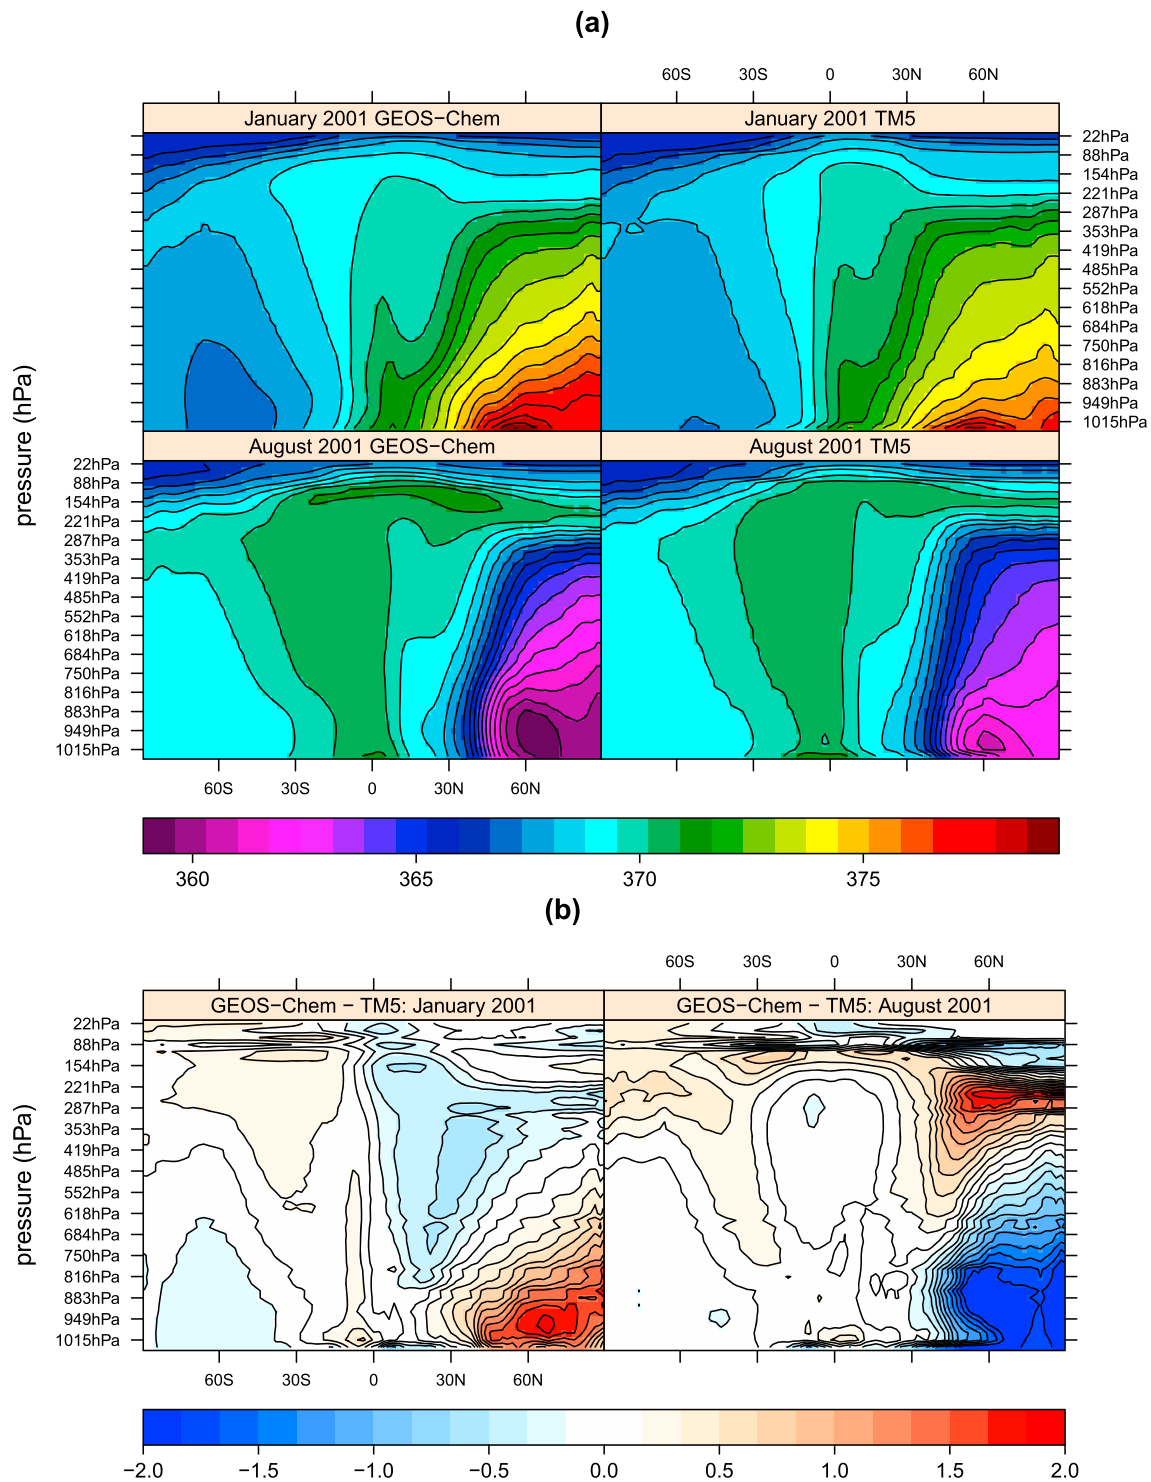 (a)
60S 30S 0 30N 60N
January 2001 GEOS−Chem January 2001 TM5
22hPa
88hPa
154hPa
221hPa
287hPa
353hPa
419hPa
485hPa
552hPa
618hPa
684hPa
750hPa
816hPa
883hPa
949hPa
1015hPa
pressure (hPa)
August 2001 GEOS−Chem August 2001 TM5
22hPa
88hPa
154hPa
221hPa
287hPa
353hPa
419hPa
485hPa
552hPa
618hPa
684hPa
750hPa
816hPa
883hPa
949hPa
1015hPa
60S 30S 0 30N 60N
360 365 370 375
(b)
60S 30S 0 30N 60N
GEOS−Chem − TM5: January 2001 GEOS−Chem − TM5: August 2001
22hPa
88hPa
154hPa
221hPa
287hPa
353hPa
419hPa
485hPa
552hPa
618hPa
684hPa
750hPa
816hPa
883hPa
949hPa
1015hPa
pressure (hPa)
60S 30S 0 30N 60N
−2.0 −1.5 −1.0 −0.5 0.0 0.5 1.0 1.5 2.0